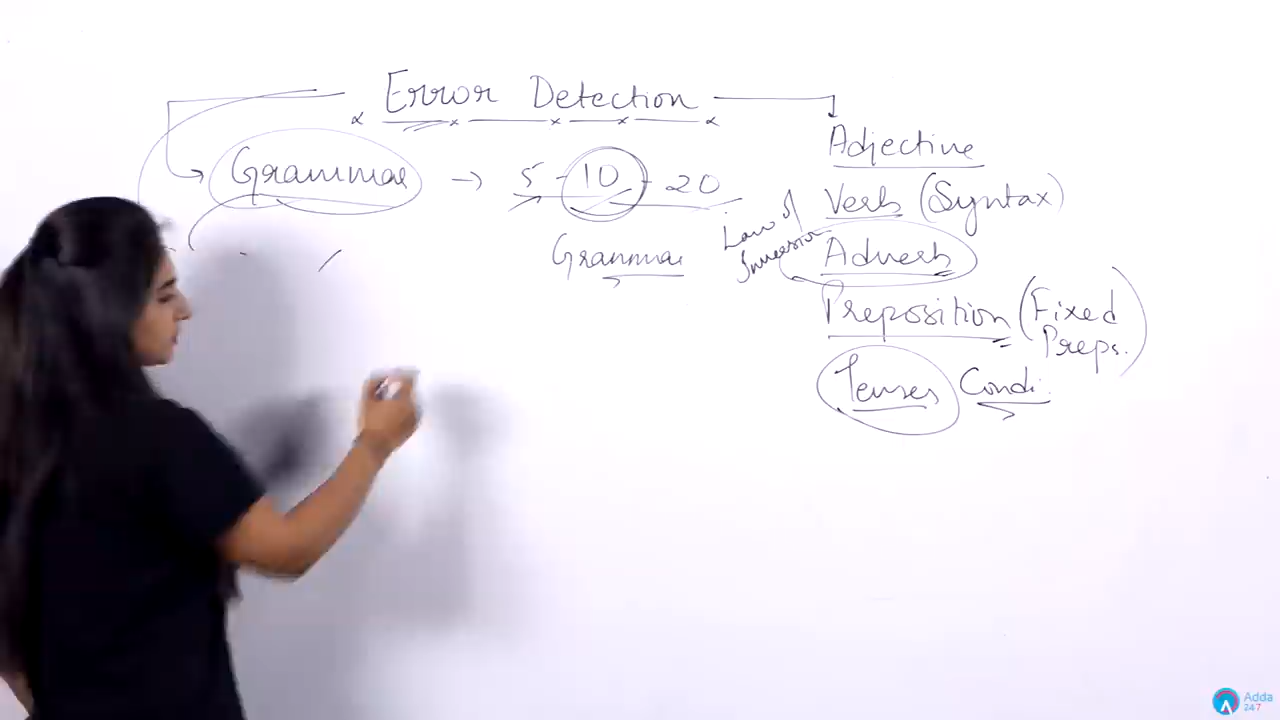 Error Detection
Grammar → 5 - 10 - 20
Grammar
Adjective
Verb (Syntax)
Law of
Inversion
Adverb
Preposition (Fixed
Preps.)
Tenses Condi.
Adda
247